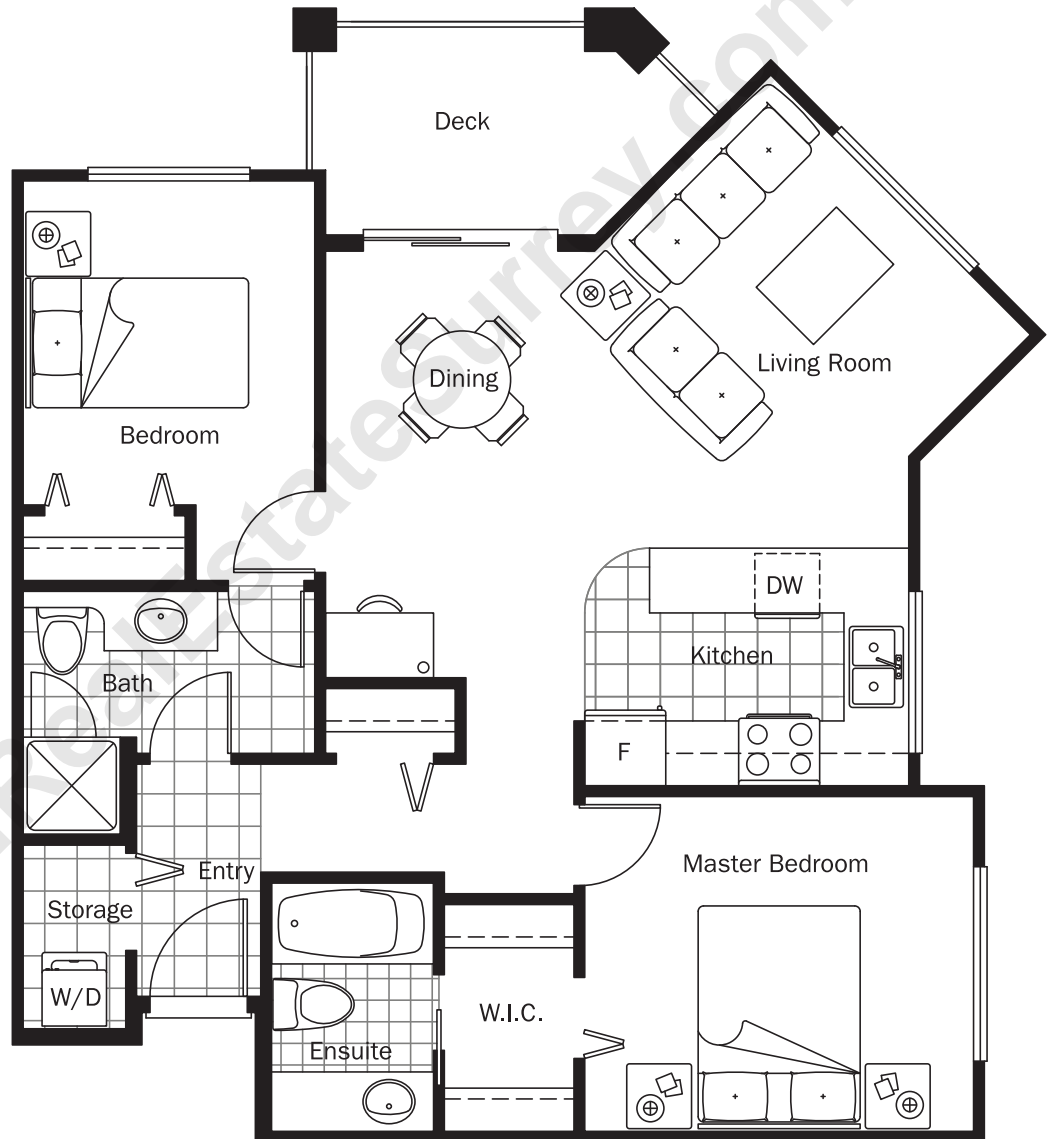 Deck
Living Room
Dining
Bedroom
DW
Kitchen
Bath
F
Entry
Master Bedroom
Storage
W/D
W.I.C.
Ensuite
RealEstateSurrey.com